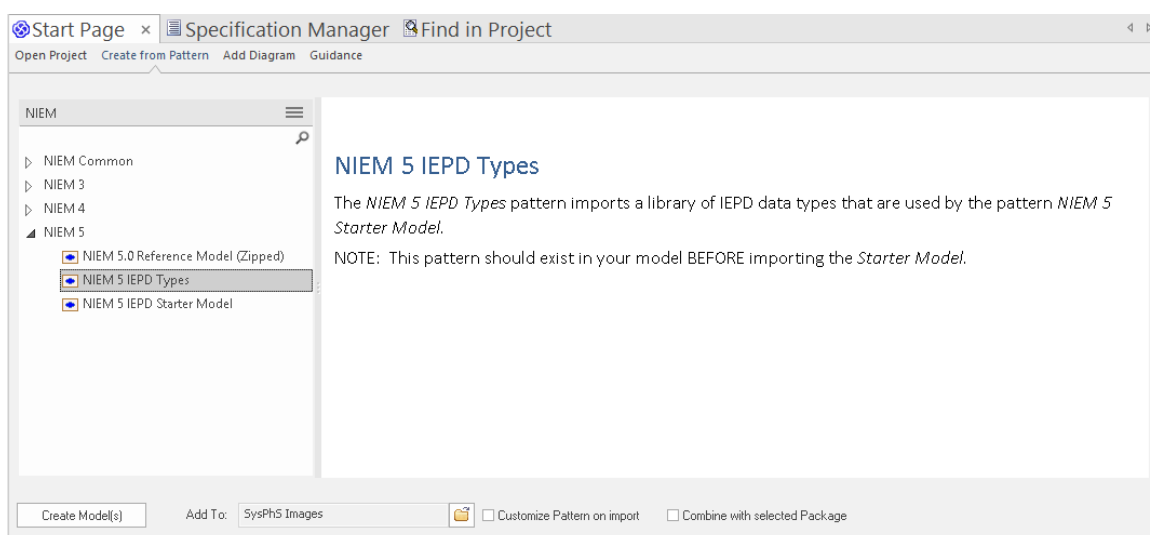 Start Page × Specification Manager Find in Project
Open Project Create from Pattern Add Diagram Guidance
NIEM
NIEM Common
NIEM 3
NIEM 4
NIEM 5
NIEM 5.0 Reference Model (Zipped)
NIEM 5 IEPD Types
NIEM 5 IEPD Starter Model
NIEM 5 IEPD Types
The NIEM 5 IEPD Types pattern imports a library of IEPD data types that are used by the pattern NIEM 5
Starter Model.
NOTE: This pattern should exist in your model BEFORE importing the Starter Model.
Create Model(s) Add To: SysPhS Images Customize Pattern on import Combine with selected Package